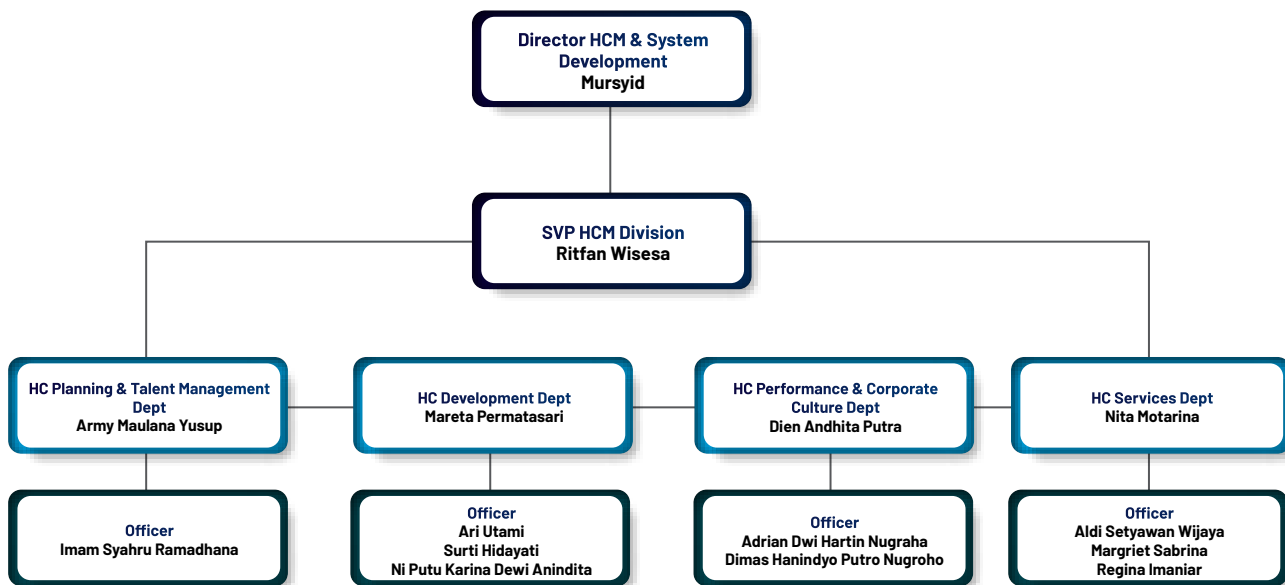 Director HCM & System
Development
Mursyid
SVP HCM Division
Ritfan Wisesa
HC Planning & Talent Management
Dept
Army Maulana Yusup
HC Development Dept
Mareta Permatasari
HC Performance & Corporate
Culture Dept
Dien Andhita Putra
HC Services Dept
Nita Motarina
Officer
Imam Syahru Ramadhana
Officer
Ari Utami
Surti Hidayati
Ni Putu Karina Dewi Anindita
Officer
Adrian Dwi Hartin Nugraha
Dimas Hanindyo Putro Nugroho
Officer
Aldi Setyawan Wijaya
Margriet Sabrina
Regina Imaniar